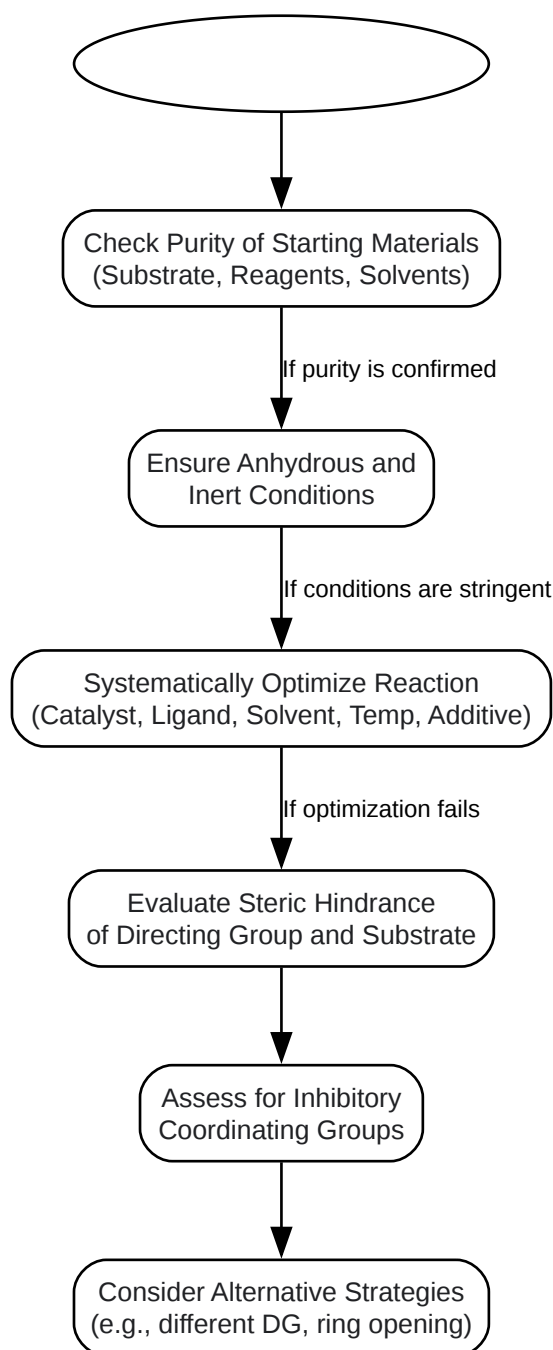 Check Purity of Starting Materials
(Substrate, Reagents, Solvents)
If purity is confirmed
Ensure Anhydrous and
Inert Conditions
If conditions are stringent
Systematically Optimize Reaction
(Catalyst, Ligand, Solvent, Temp, Additive)
If optimization fails
Evaluate Steric Hindrance
of Directing Group and Substrate
Assess for Inhibitory
Coordinating Groups
Consider Alternative Strategies
(e.g., different DG, ring opening)